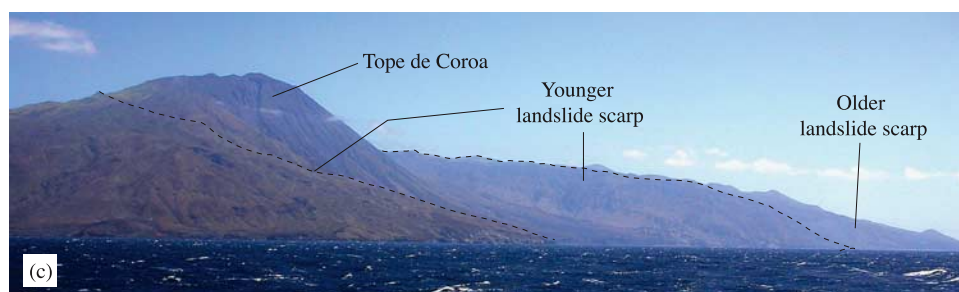 Tope de Coroa
Younger
landslide scarp
Older
landslide scarp
(c)